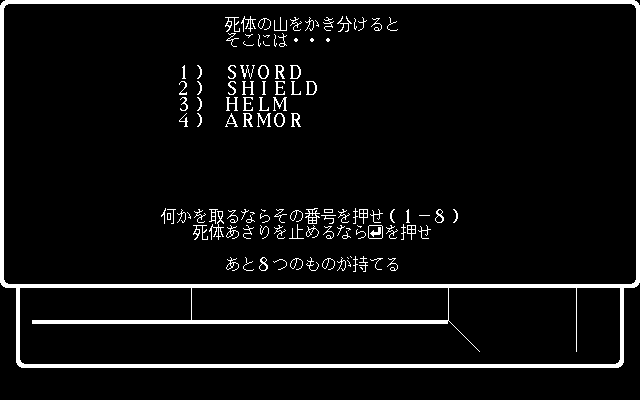 死体の山をかき分けると
そこには・・・
1) SWORD
2) SHIELD
3) HELM
4) ARMOR
何かを取るならその番号を押せ(1-8)
死体あさりを止めるなら↵を押せ
あと8つのものが持てる